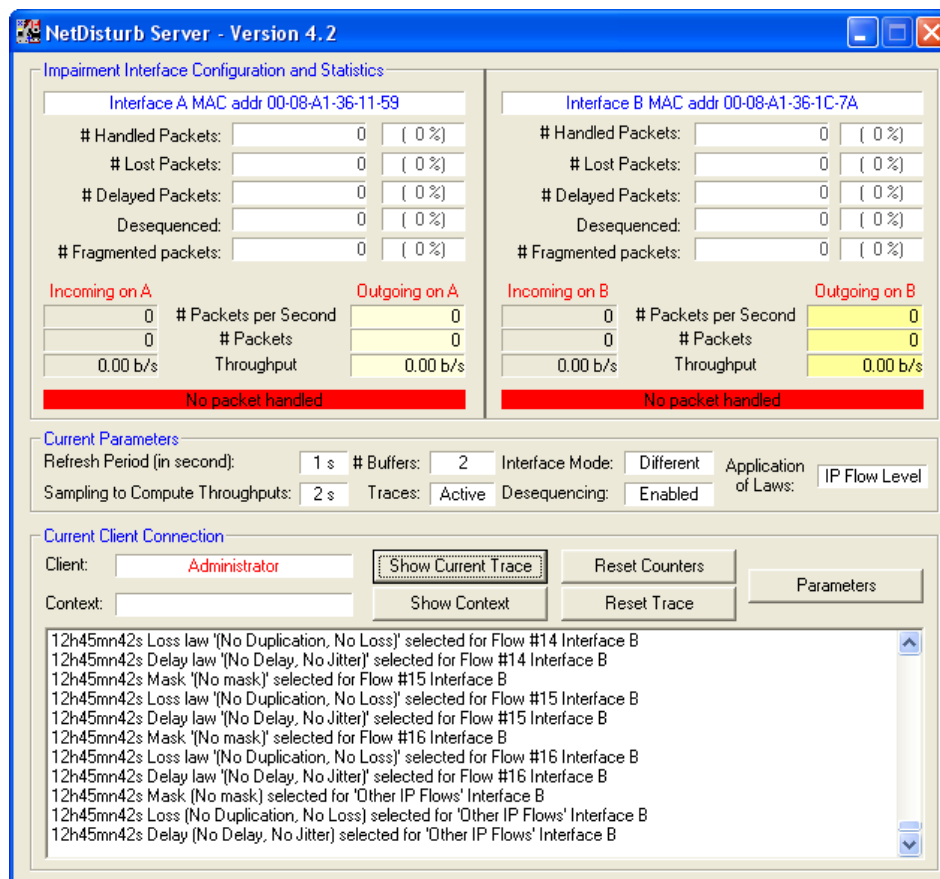 NetDisturb Server - Version 4.2
Impairment Interface Configuration and Statistics
Interface A MAC addr 00-08-A1-36-11-59
# Handled Packets: 0 ( 0 %)
# Lost Packets: 0 ( 0 %)
# Delayed Packets: 0 ( 0 %)
Desequenced: 0 ( 0 %)
# Fragmented packets: 0 ( 0 %)
Incoming on A Outgoing on A
0 # Packets per Second 0
0 # Packets 0
0.00 b/s Throughput 0.00 b/s
No packet handled
Interface B MAC addr 00-08-A1-36-1C-7A
# Handled Packets: 0 ( 0 %)
# Lost Packets: 0 ( 0 %)
# Delayed Packets: 0 ( 0 %)
Desequenced: 0 ( 0 %)
# Fragmented packets: 0 ( 0 %)
Incoming on B Outgoing on B
0 # Packets per Second 0
0 # Packets 0
0.00 b/s Throughput 0.00 b/s
No packet handled
Current Parameters
Refresh Period (in second): 1 s # Buffers: 2 Interface Mode: Different
Sampling to Compute Throughputs: 2 s Traces: Active Desequencing: Enabled
Application
of Laws: IP Flow Level
Current Client Connection
Client: Administrator Show Current Trace Reset Counters
Context: Show Context Reset Trace
Parameters
12h45mn42s Loss law '(No Duplication, No Loss)' selected for Flow #14 Interface B
12h45mn42s Delay law '(No Delay, No Jitter)' selected for Flow #14 Interface B
12h45mn42s Mask '(No mask)' selected for Flow #15 Interface B
12h45mn42s Loss law '(No Duplication, No Loss)' selected for Flow #15 Interface B
12h45mn42s Delay law '(No Delay, No Jitter)' selected for Flow #15 Interface B
12h45mn42s Mask '(No mask)' selected for Flow #16 Interface B
12h45mn42s Loss law '(No Duplication, No Loss)' selected for Flow #16 Interface B
12h45mn42s Delay law '(No Delay, No Jitter)' selected for Flow #16 Interface B
12h45mn42s Mask (No mask) selected for 'Other IP Flows' Interface B
12h45mn42s Loss (No Duplication, No Loss) selected for 'Other IP Flows' Interface B
12h45mn42s Delay (No Delay, No Jitter) selected for 'Other IP Flows' Interface B